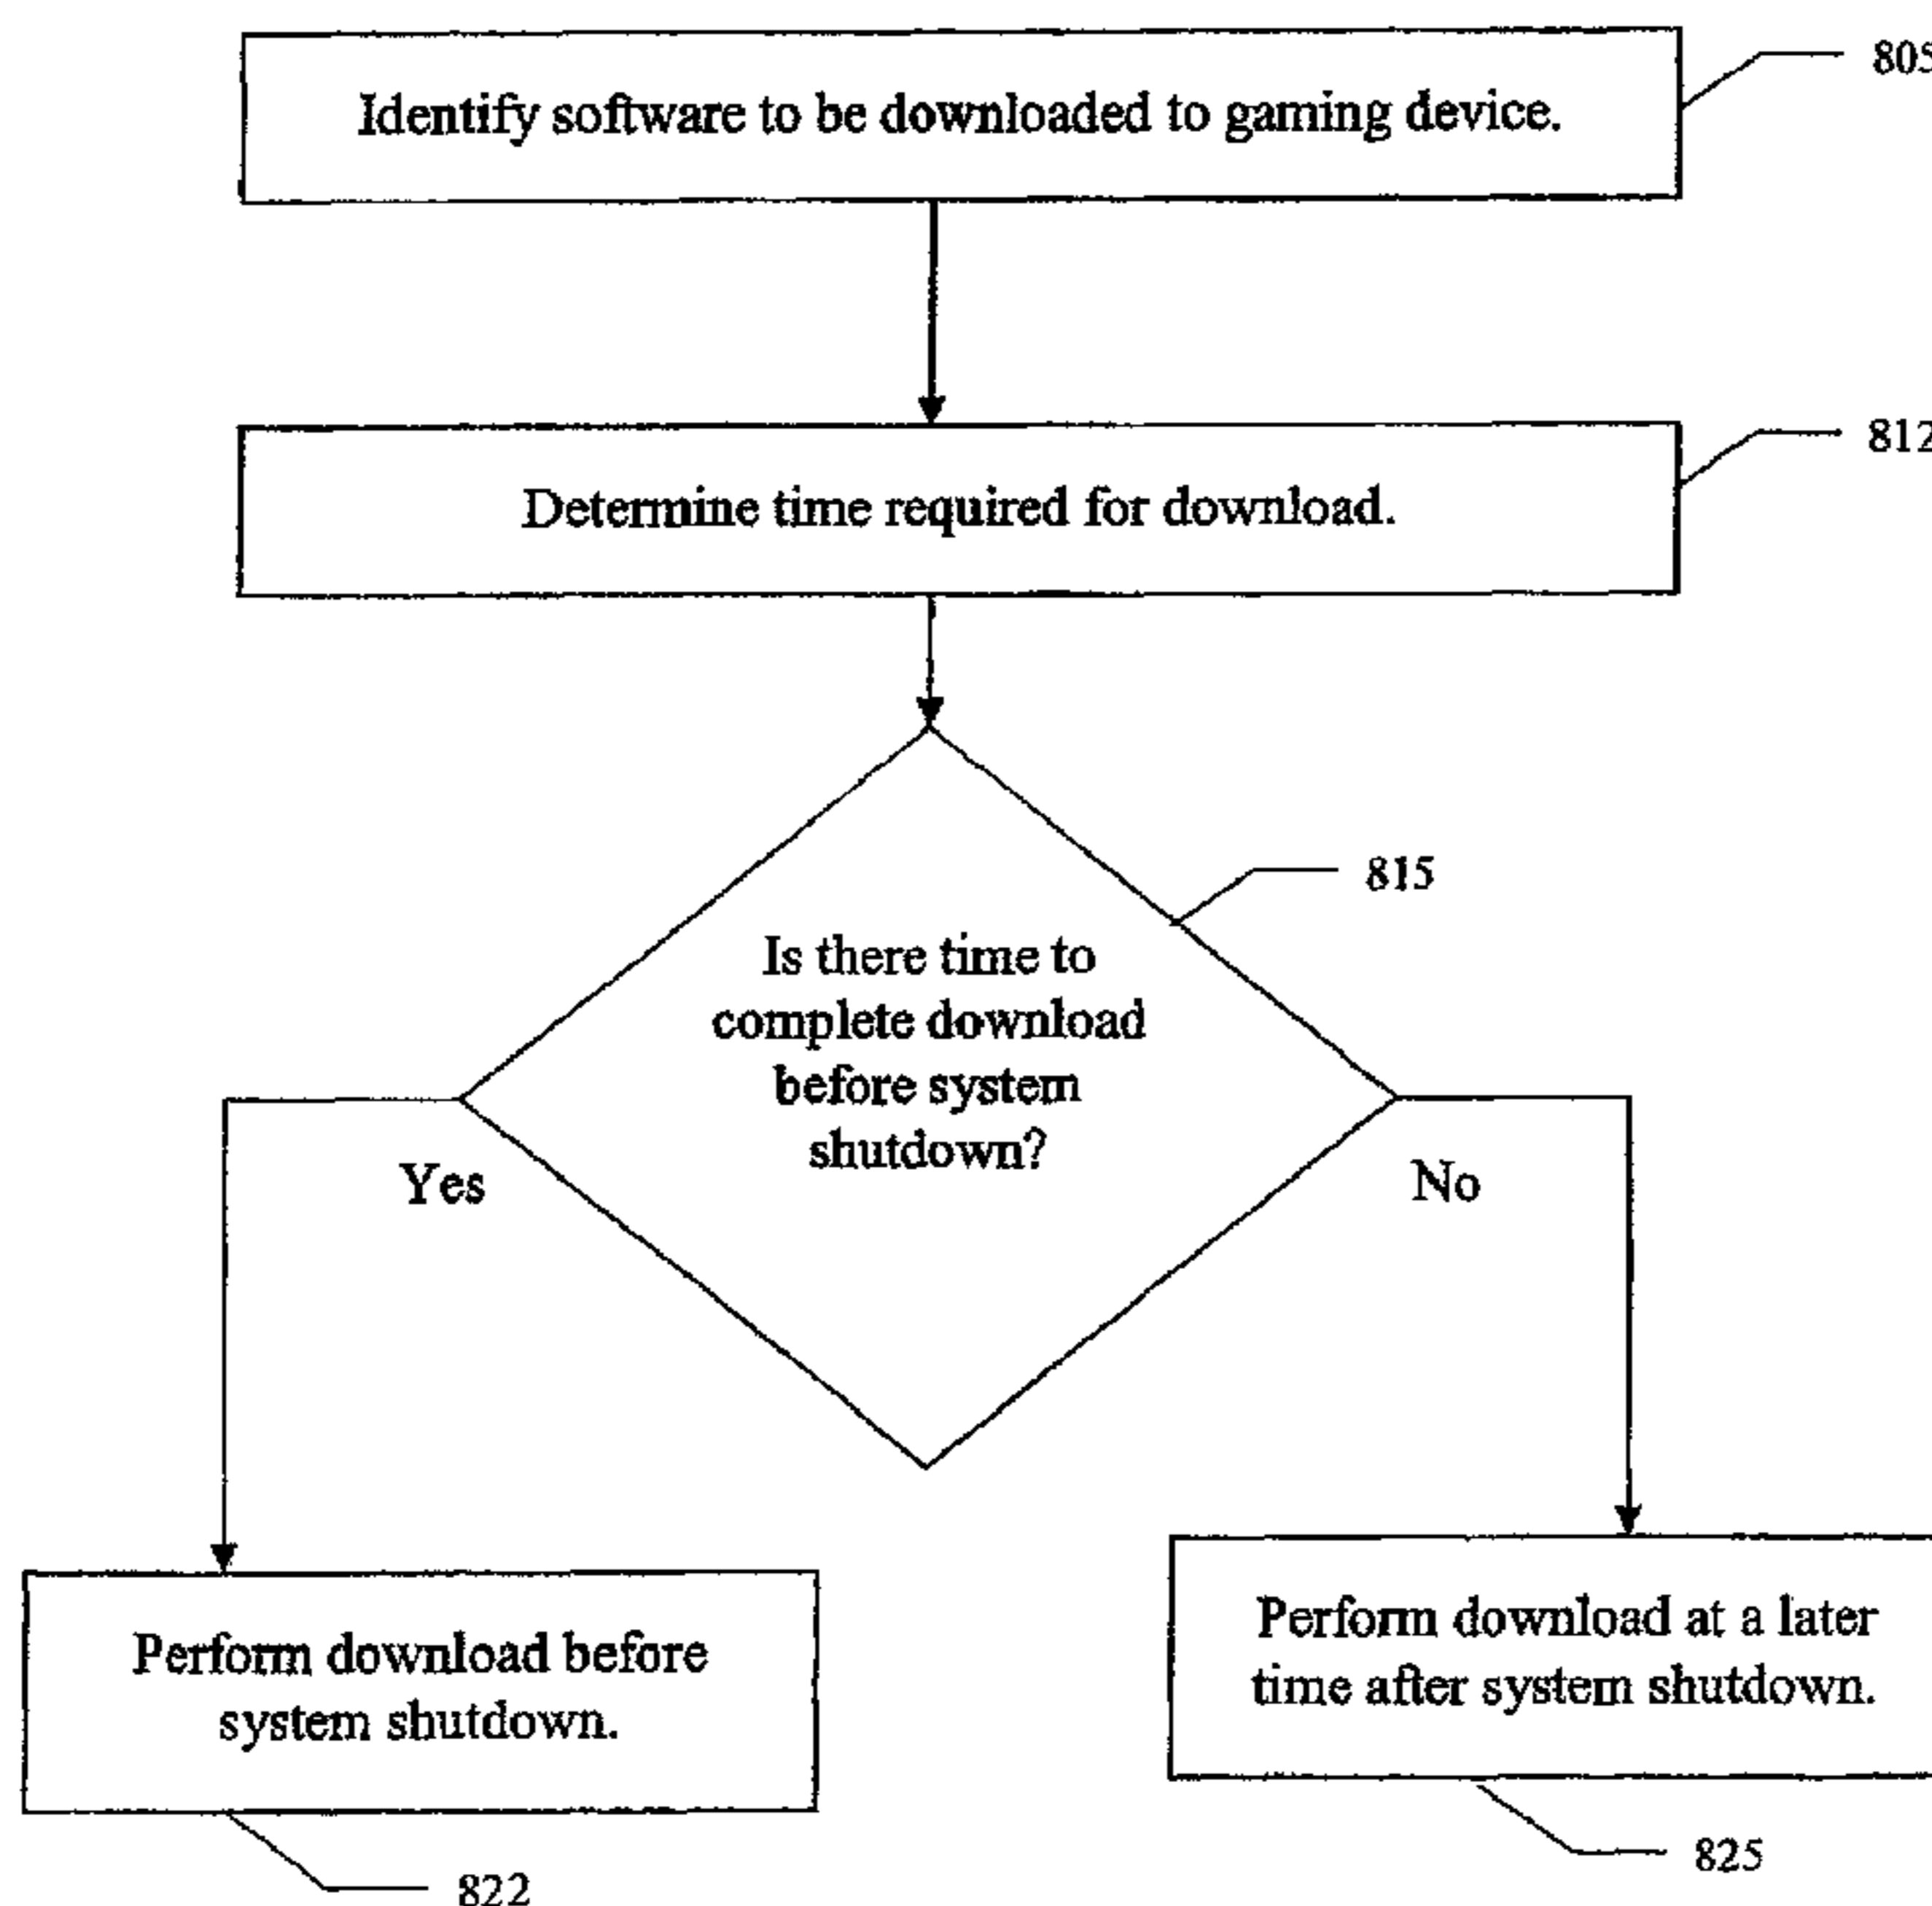 805
Identify software to be downloaded to gaming device.
812
Determine time required for download.
815
Is there time to
complete download
before system
shutdown?
Yes
No
Perform download before
system shutdown.
Perform download at a later
time after system shutdown.
825
822